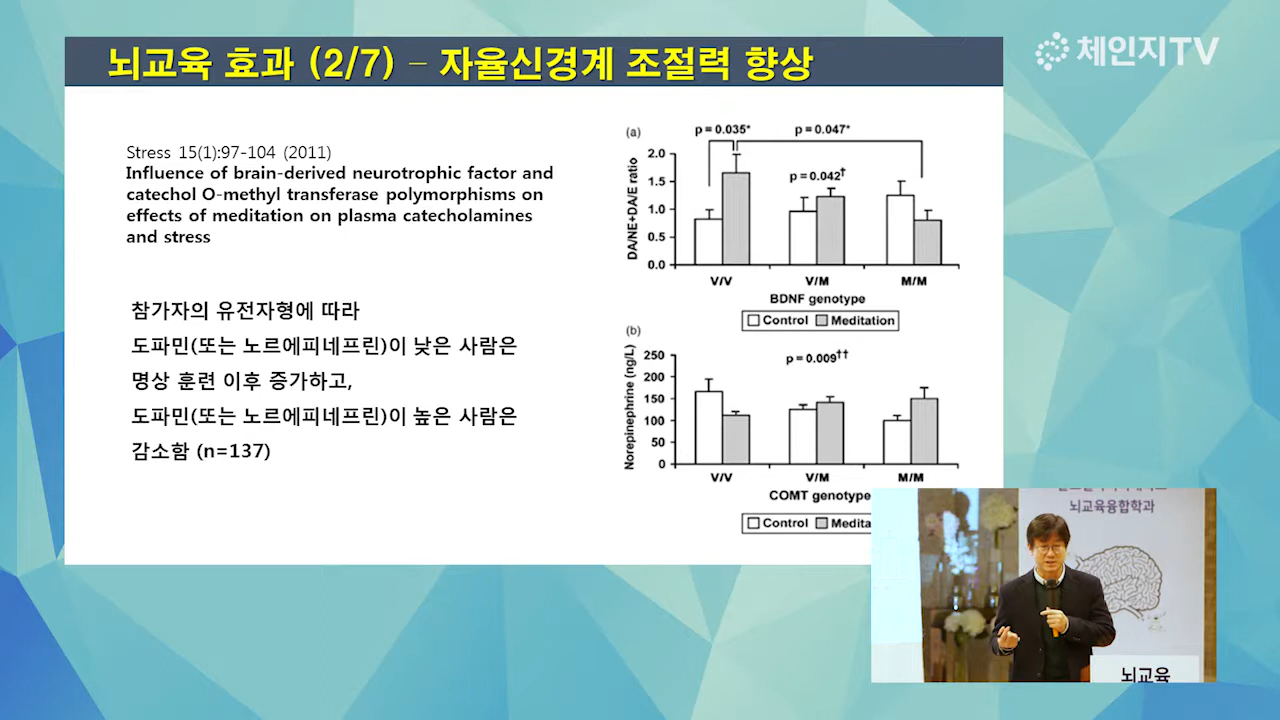 뇌교육 효과 (2/7) – 자율신경계 조절력 향상
체인지TV
Stress 15(1):97-104 (2011)
Influence of brain-derived neurotrophic factor and
catechol O-methyl transferase polymorphisms on
effects of meditation on plasma catecholamines
and stress
참가자의 유전자형에 따라
도파민(또는 노르에피네프린)이 낮은 사람은
명상 훈련 이후 증가하고,
도파민(또는 노르에피네프린)이 높은 사람은
감소함 (n=137)
(a)
p = 0.035*
p = 0.047*
p = 0.042†
DA/NE+DA/E ratio
2.0
1.5
1.0
0.5
0.0
V/V V/M M/M
BDNF genotype
Control Meditation
(b)
p = 0.009††
Norepinephrine (ng/L)
250
200
150
100
50
0
V/V V/M M/M
COMT genotype
Control Medita
뇌교육융합학과
뇌교육